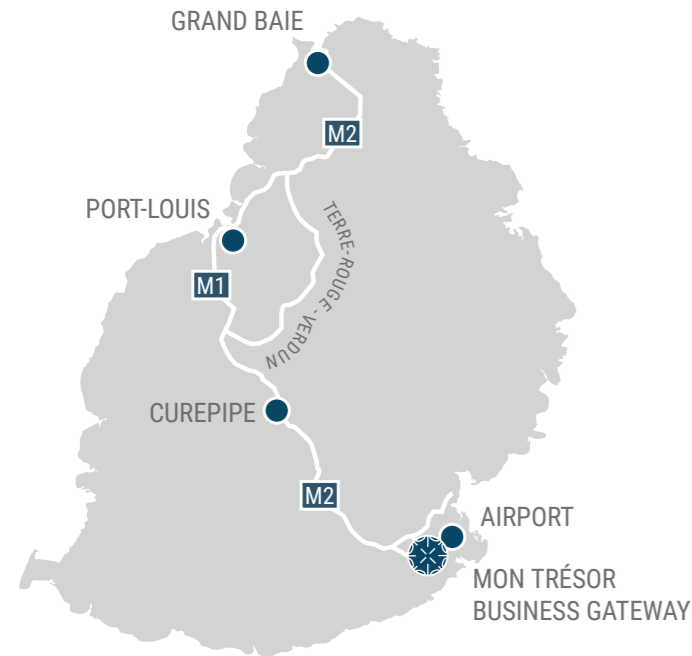 GRAND BAIE
M2
PORT-LOUIS
TERRE-ROUGE-VERDUN
M1
CUREPIPE
M2
AIRPORT
MON TRÉSOR
BUSINESS GATEWAY